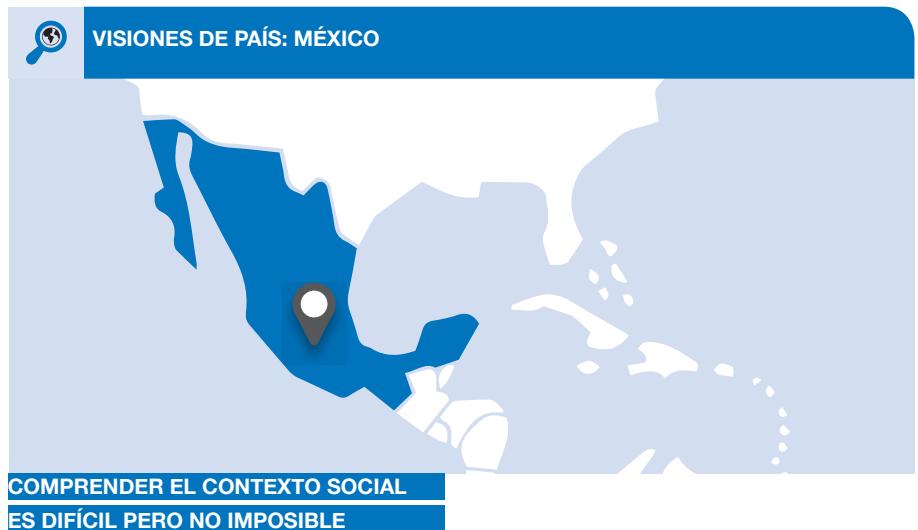 VISIONES DE PAÍS: MÉXICO
COMPRENDER EL CONTEXTO SOCIAL
ES DIFÍCIL PERO NO IMPOSIBLE